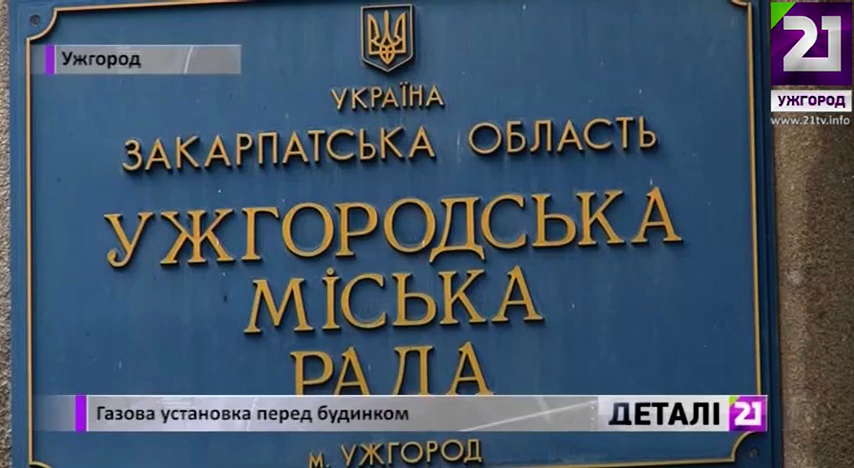 Ужгород
21
УЖГОРОД
www.21tv.info
УКРАЇНА
ЗАКАРПАТСЬКА ОБЛАСТЬ
УЖГОРОДСЬКА
МІСЬКА
РАДА
Газова установка перед будинком
ДЕТАЛІ 21
м. УЖГОРОД